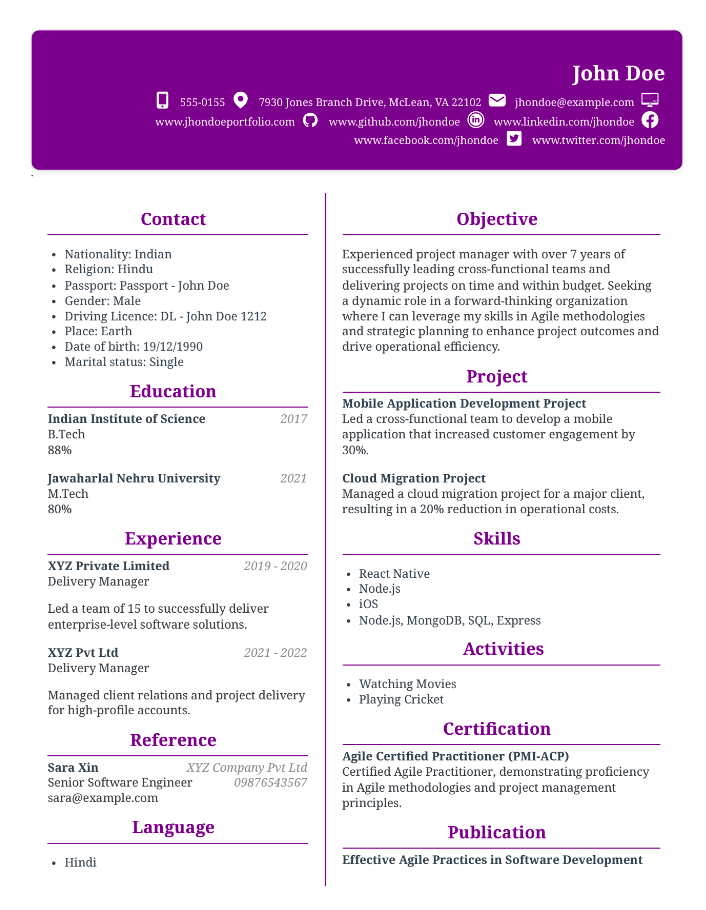 John Doe
555-0155 7930 Jones Branch Drive, McLean, VA 22102 jhondoe@example.com
www.jhondoeportfolio.com www.github.com/jhondoe www.linkedin.com/jhondoe
www.facebook.com/jhondoe www.twitter.com/jhondoe
Contact
• Nationality: Indian
• Religion: Hindu
• Passport: Passport - John Doe
• Gender: Male
• Driving Licence: DL - John Doe 1212
• Place: Earth
• Date of birth: 19/12/1990
• Marital status: Single
Education
Indian Institute of Science 2017
B.Tech
88%
Jawaharlal Nehru University 2021
M.Tech
80%
Experience
XYZ Private Limited 2019 - 2020
Delivery Manager
Led a team of 15 to successfully deliver
enterprise-level software solutions.
XYZ Pvt Ltd 2021 - 2022
Delivery Manager
Managed client relations and project delivery
for high-profile accounts.
Reference
Sara Xin XYZ Company Pvt Ltd
Senior Software Engineer 09876543567
sara@example.com
Language
• Hindi
Objective
Experienced project manager with over 7 years of
successfully leading cross-functional teams and
delivering projects on time and within budget. Seeking
a dynamic role in a forward-thinking organization
where I can leverage my skills in Agile methodologies
and strategic planning to enhance project outcomes and
drive operational efficiency.
Project
Mobile Application Development Project
Led a cross-functional team to develop a mobile
application that increased customer engagement by
30%.
Cloud Migration Project
Managed a cloud migration project for a major client,
resulting in a 20% reduction in operational costs.
Skills
• React Native
• Node.js
• iOS
• Node.js, MongoDB, SQL, Express
Activities
• Watching Movies
• Playing Cricket
Certification
Agile Certified Practitioner (PMI-ACP)
Certified Agile Practitioner, demonstrating proficiency
in Agile methodologies and project management
principles.
Publication
Effective Agile Practices in Software Development